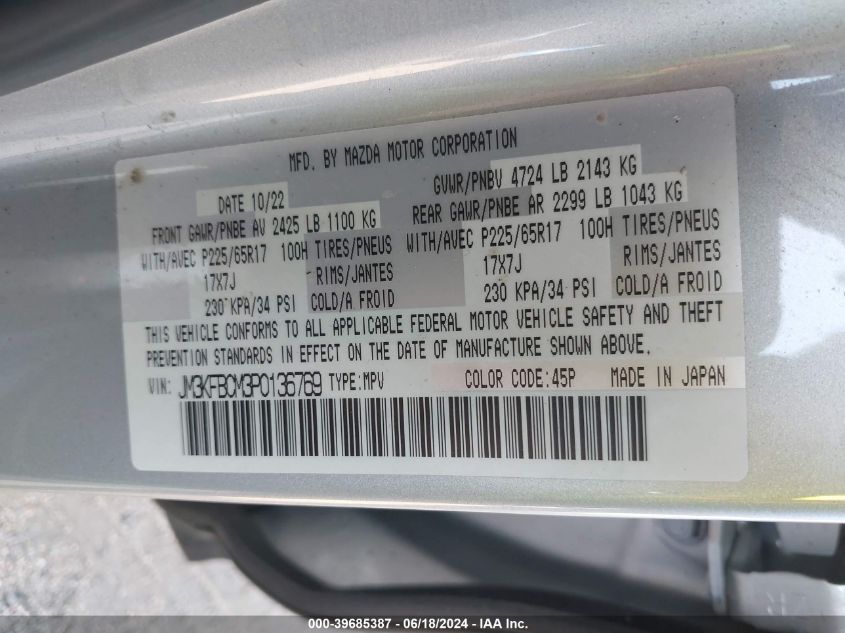 MFD. BY MAZDA MOTOR CORPORATION
DATE 10/22 GVWR/PNBV 4724 LB 2143 KG
FRONT GAWR/PNBE AV 2425 LB 1100 KG REAR GAWR/PNBE AR 2299 LB 1043 KG
WITH/AVEC P225/65R17 100H TIRES/PNEUS WITH/AVEC P225/65R17 100H TIRES/PNEUS
17X7J RIMS/JANTES 17X7J RIMS/JANTES
230 KPA/34 PSI COLD/A FROID 230 KPA/34 PSI COLD/A FROID
THIS VEHICLE CONFORMS TO ALL APPLICABLE FEDERAL MOTOR VEHICLE SAFETY AND THEFT
PREVENTION STANDARDS IN EFFECT ON THE DATE OF MANUFACTURE SHOWN ABOVE.
VIN: JM3KFBCM3P0136769 TYPE:MPV COLOR CODE:45P MADE IN JAPAN
000-39685387 - 06/18/2024 - IAA Inc.